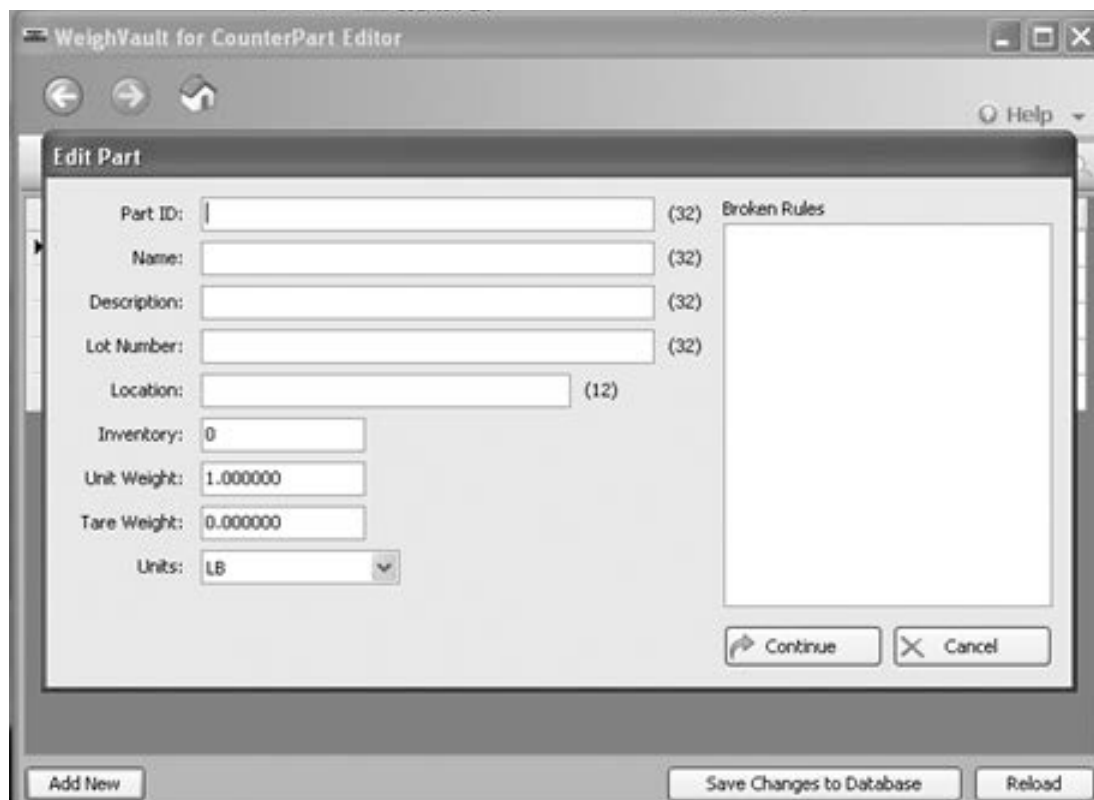 WeighVault for CounterPart Editor
Help
Edit Part
Part ID: (32)
Name: (32)
Description: (32)
Lot Number: (32)
Location: (12)
Inventory: 0
Unit Weight: 1.000000
Tare Weight: 0.000000
Units: LB
Broken Rules
Continue
Cancel
Add New
Save Changes to Database
Reload